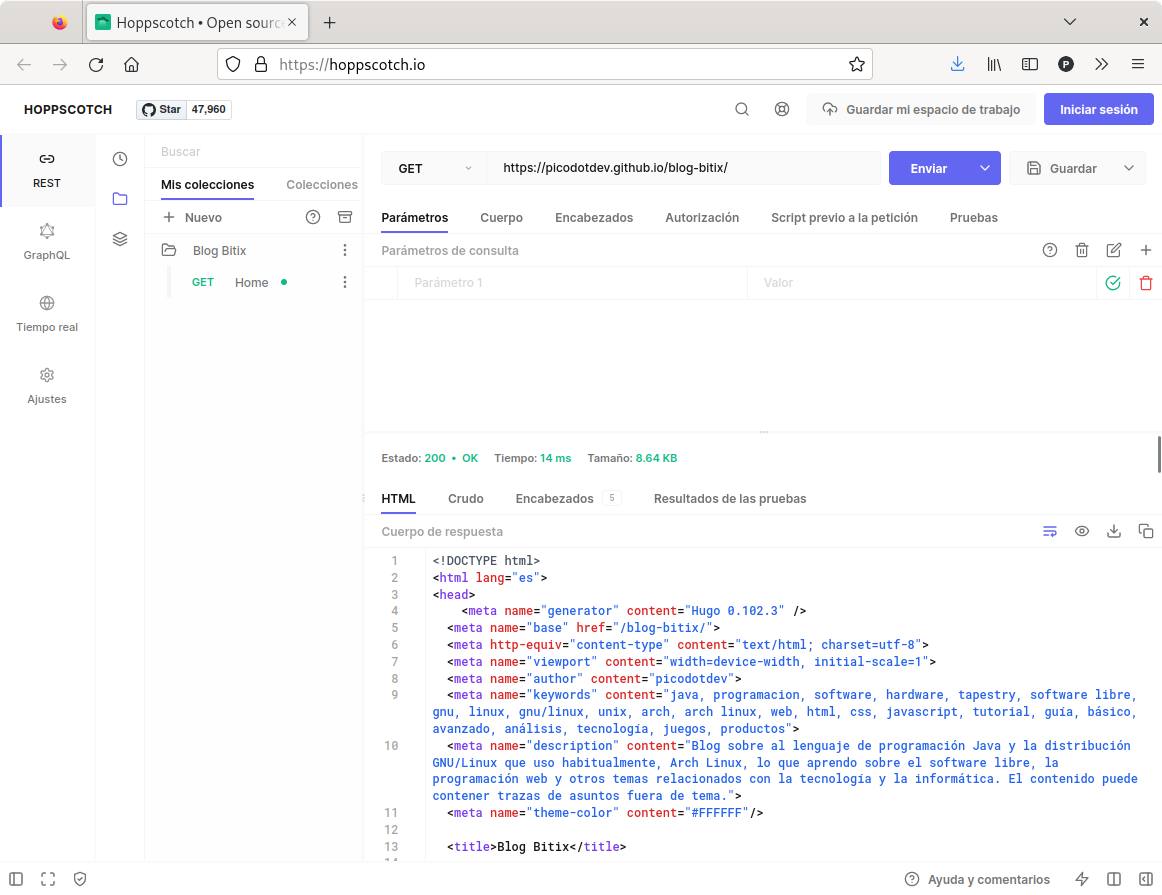 Hoppscotch • Open sourc
https://hoppscotch.io
P
HOPPSCOTCH
Star 47,960
Guardar mi espacio de trabajo
Iniciar sesión
REST
GraphQL
Tiempo real
Ajustes
Buscar
Mis colecciones Colecciones
Nuevo
Blog Bitix
GET Home
GET https://picodotdev.github.io/blog-bitix/ Enviar Guardar
Parámetros Cuerpo Encabezados Autorización Script previo a la petición Pruebas
Parámetros de consulta
Parámetro 1 Valor
Estado: 200 • OK Tiempo: 14 ms Tamaño: 8.64 KB
HTML Crudo Encabezados 5 Resultados de las pruebas
Cuerpo de respuesta
1 <!DOCTYPE html>
2 <html lang="es">
3 <head>
4 <meta name="generator" content="Hugo 0.102.3" />
5 <meta name="base" href="/blog-bitix/">
6 <meta http-equiv="content-type" content="text/html; charset=utf-8">
7 <meta name="viewport" content="width=device-width, initial-scale=1">
8 <meta name="author" content="picodotdev">
9 <meta name="keywords" content="java, programacion, software, hardware, tapestry, software libre,
gnu, linux, gnu/linux, unix, arch, arch linux, web, html, css, javascript, tutorial, guía, básico,
avanzado, análisis, tecnología, juegos, productos">
10 <meta name="description" content="Blog sobre al lenguaje de programación Java y la distribución
GNU/Linux que uso habitualmente, Arch Linux, lo que aprendo sobre el software libre, la
programación web y otros temas relacionados con la tecnología y la informática. El contenido puede
contener trazas de asuntos fuera de tema.">
11 <meta name="theme-color" content="#FFFFFF"/>
12
13 <title>Blog Bitix</title>
Ayuda y comentarios